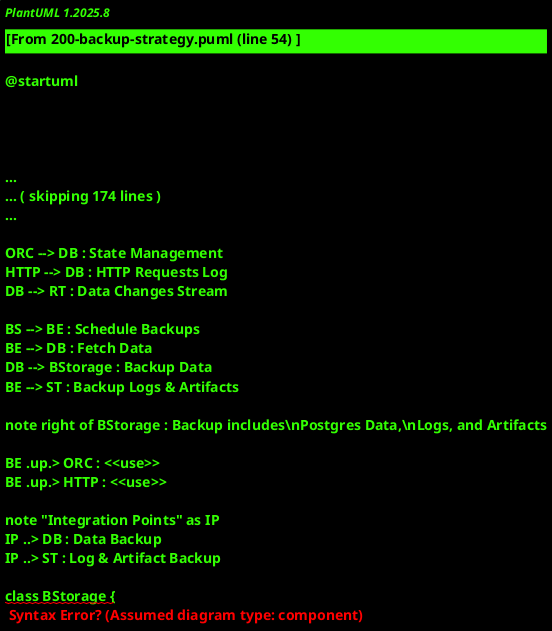 PlantUML 1.2025.8
[From 200-backup-strategy.puml (line 54) ]
@startuml
...
... ( skipping 174 lines )
...
ORC --> DB : State Management
HTTP --> DB : HTTP Requests Log
DB --> RT : Data Changes Stream
BS --> BE : Schedule Backups
BE --> DB : Fetch Data
DB --> BStorage : Backup Data
BE --> ST : Backup Logs & Artifacts
note right of BStorage : Backup includes\nPostgres Data,\nLogs, and Artifacts
BE .up.> ORC : <<use>>
BE .up.> HTTP : <<use>>
note "Integration Points" as IP
IP ..> DB : Data Backup
IP ..> ST : Log & Artifact Backup
class BStorage {
Syntax Error? (Assumed diagram type: component)